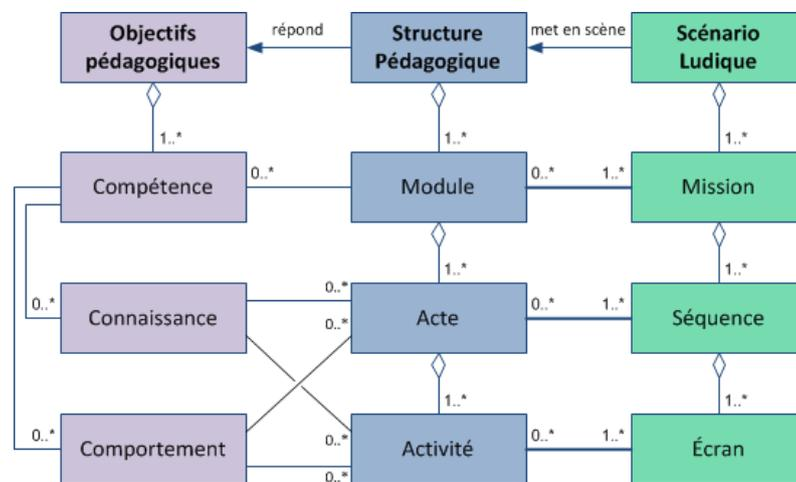 Objectifs
pédagogiques
répond
Structure
Pédagogique
met en scène
Scénario
Ludique
1..*
1..*
1..*
Compétence
0..*
Module
0..*
1..*
Mission
1..*
1..*
0..*
Connaissance
0..*
0..*
Acte
0..*
1..*
Séquence
1..*
1..*
0..*
Comportement
0..*
0..*
Activité
0..*
1..*
Écran